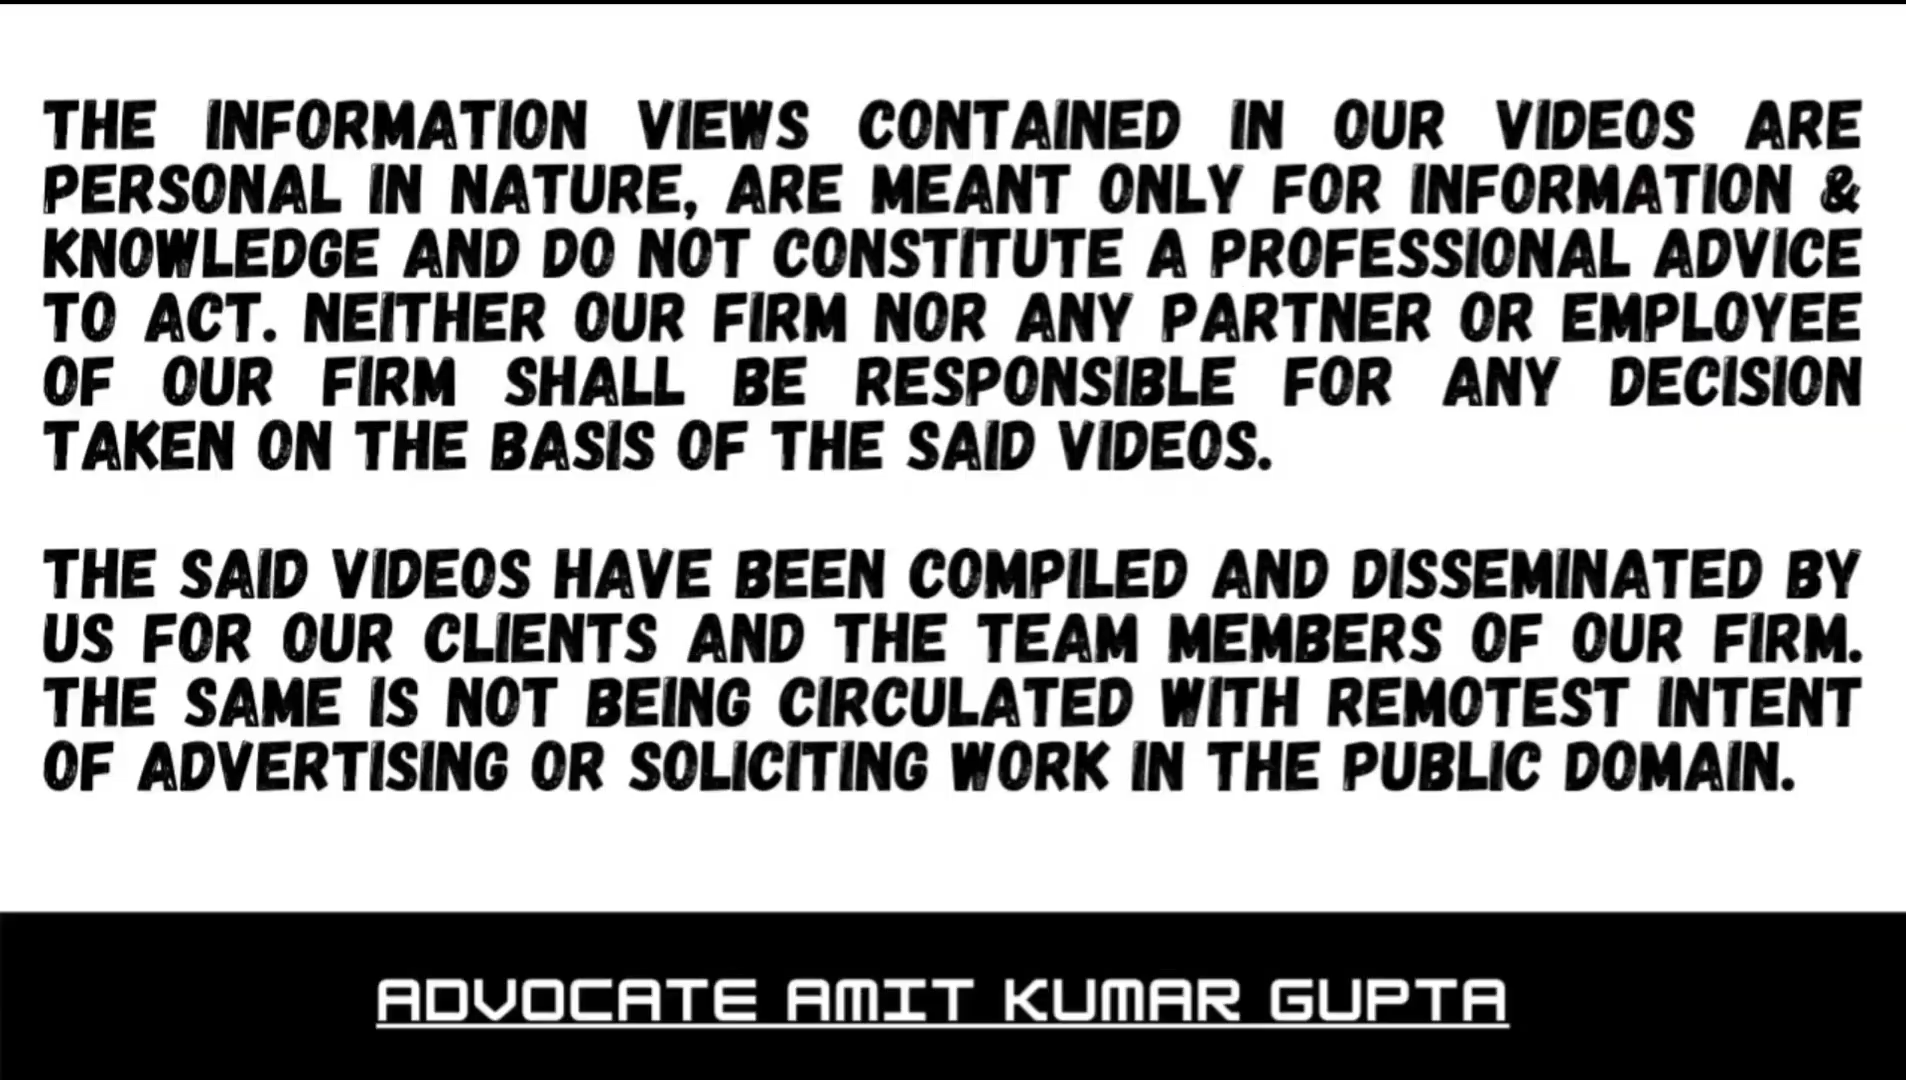 THE INFORMATION VIEWS CONTAINED IN OUR VIDEOS ARE
PERSONAL IN NATURE, ARE MEANT ONLY FOR INFORMATION &
KNOWLEDGE AND DO NOT CONSTITUTE A PROFESSIONAL ADVICE
TO ACT. NEITHER OUR FIRM NOR ANY PARTNER OR EMPLOYEE
OF OUR FIRM SHALL BE RESPONSIBLE FOR ANY DECISION
TAKEN ON THE BASIS OF THE SAID VIDEOS.
THE SAID VIDEOS HAVE BEEN COMPILED AND DISSEMINATED BY
US FOR OUR CLIENTS AND THE TEAM MEMBERS OF OUR FIRM.
THE SAME IS NOT BEING CIRCULATED WITH REMOTEST INTENT
OF ADVERTISING OR SOLICITING WORK IN THE PUBLIC DOMAIN.
ADVOCATE AMIT KUMAR GUPTA